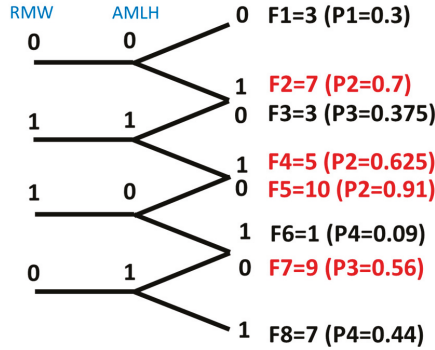 RMW AMLH
0 0 0 F1=3 (P1=0.3)
1 F2=7 (P2=0.7)
1 1 0 F3=3 (P3=0.375)
1 F4=5 (P2=0.625)
1 0 0 F5=10 (P2=0.91)
1 F6=1 (P4=0.09)
0 1 0 F7=9 (P3=0.56)
1 F8=7 (P4=0.44)